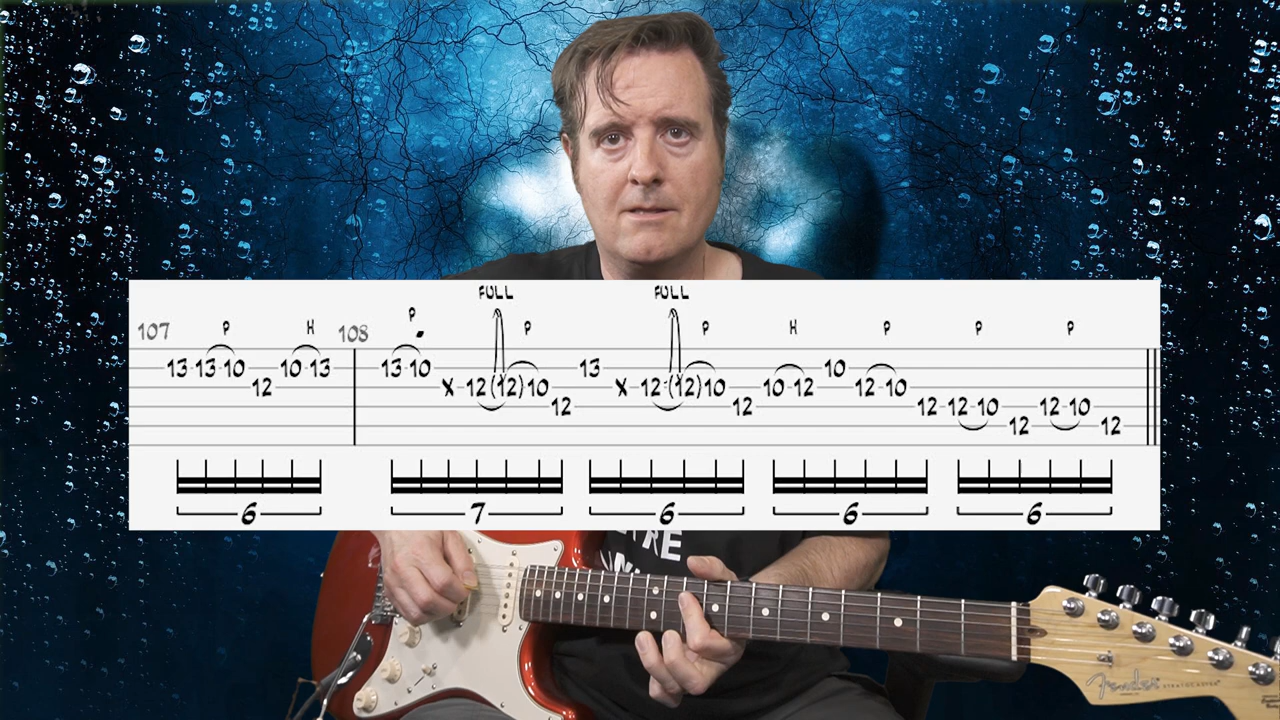 FULL FULL
107 P H 108 P P P H P P P
13 13 10 10 13 13 10 13 10
12 X 12 (12) 10 X 12 (12) 10 10 12 12 10
12 12 12 12 10 12 10
12 12
6 7 6 6 6
Fender
STRATOCASTER